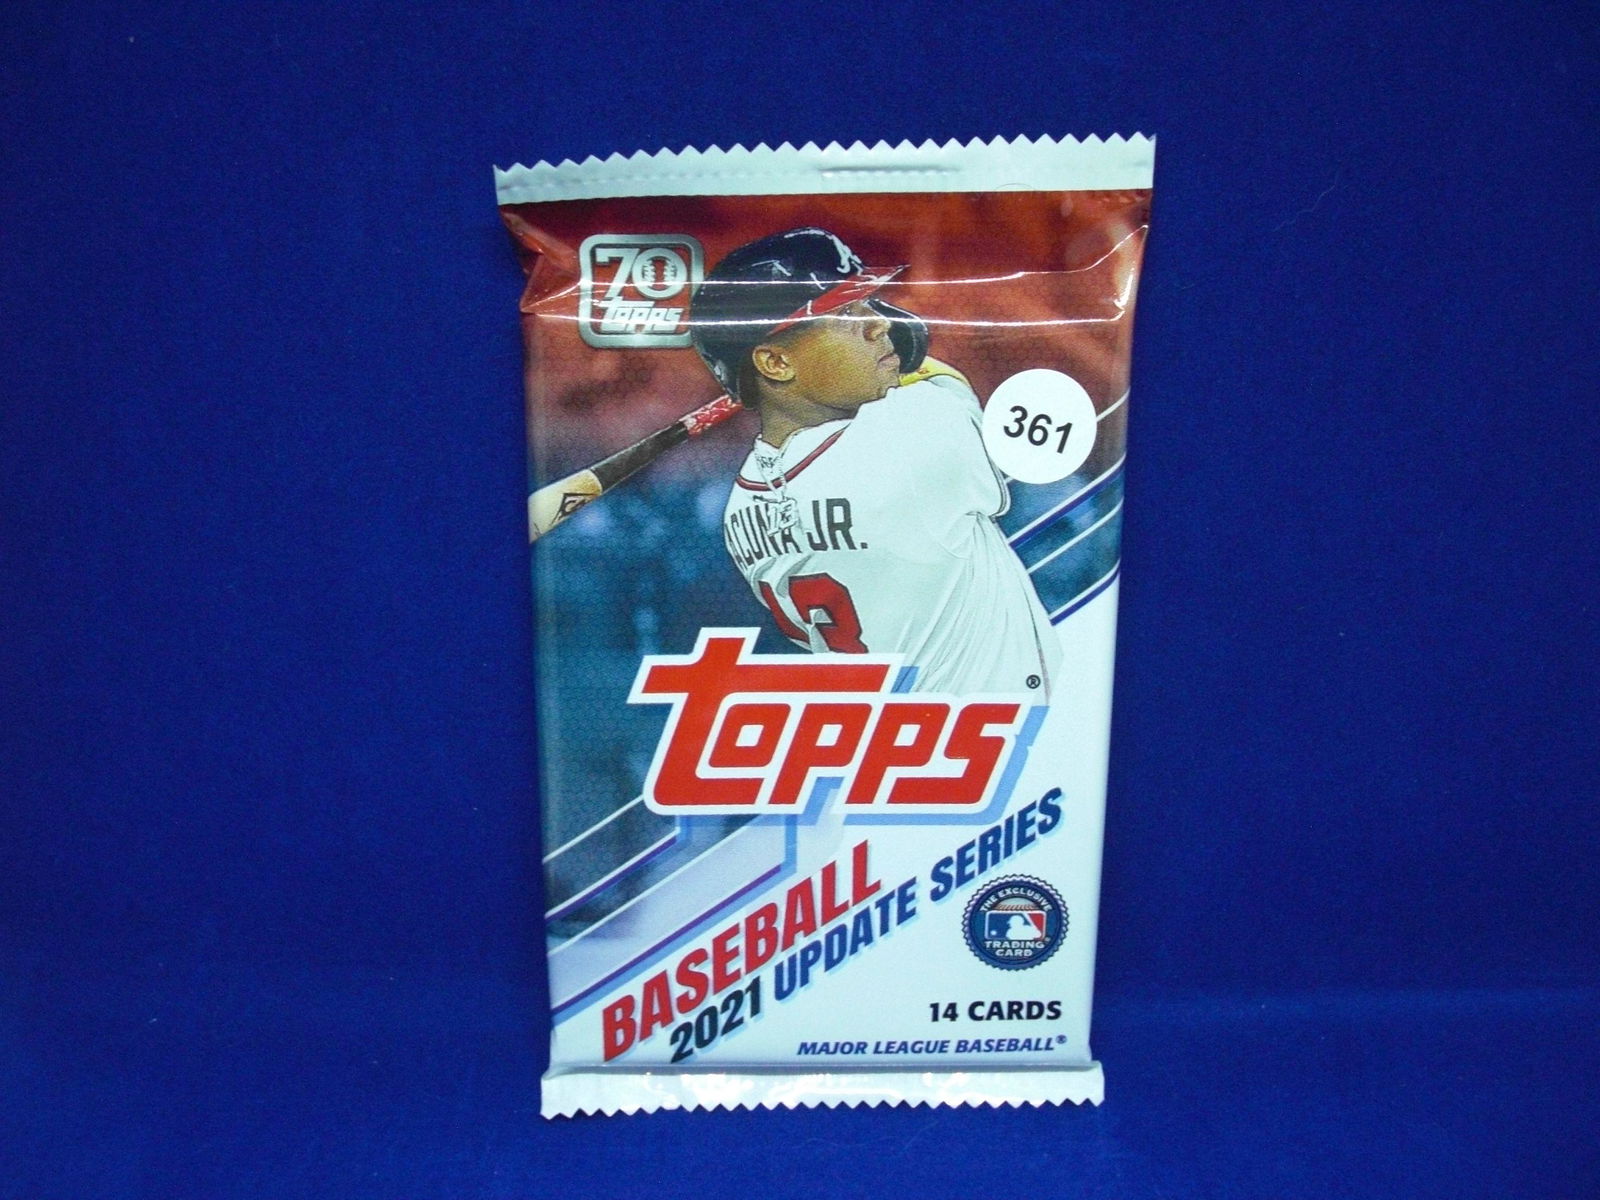 70
topps
361
ACUÑA JR.
13
topps®
BASEBALL
2021 UPDATE SERIES
THE EXCLUSIVE
TRADING
CARD
14 CARDS
MAJOR LEAGUE BASEBALL®